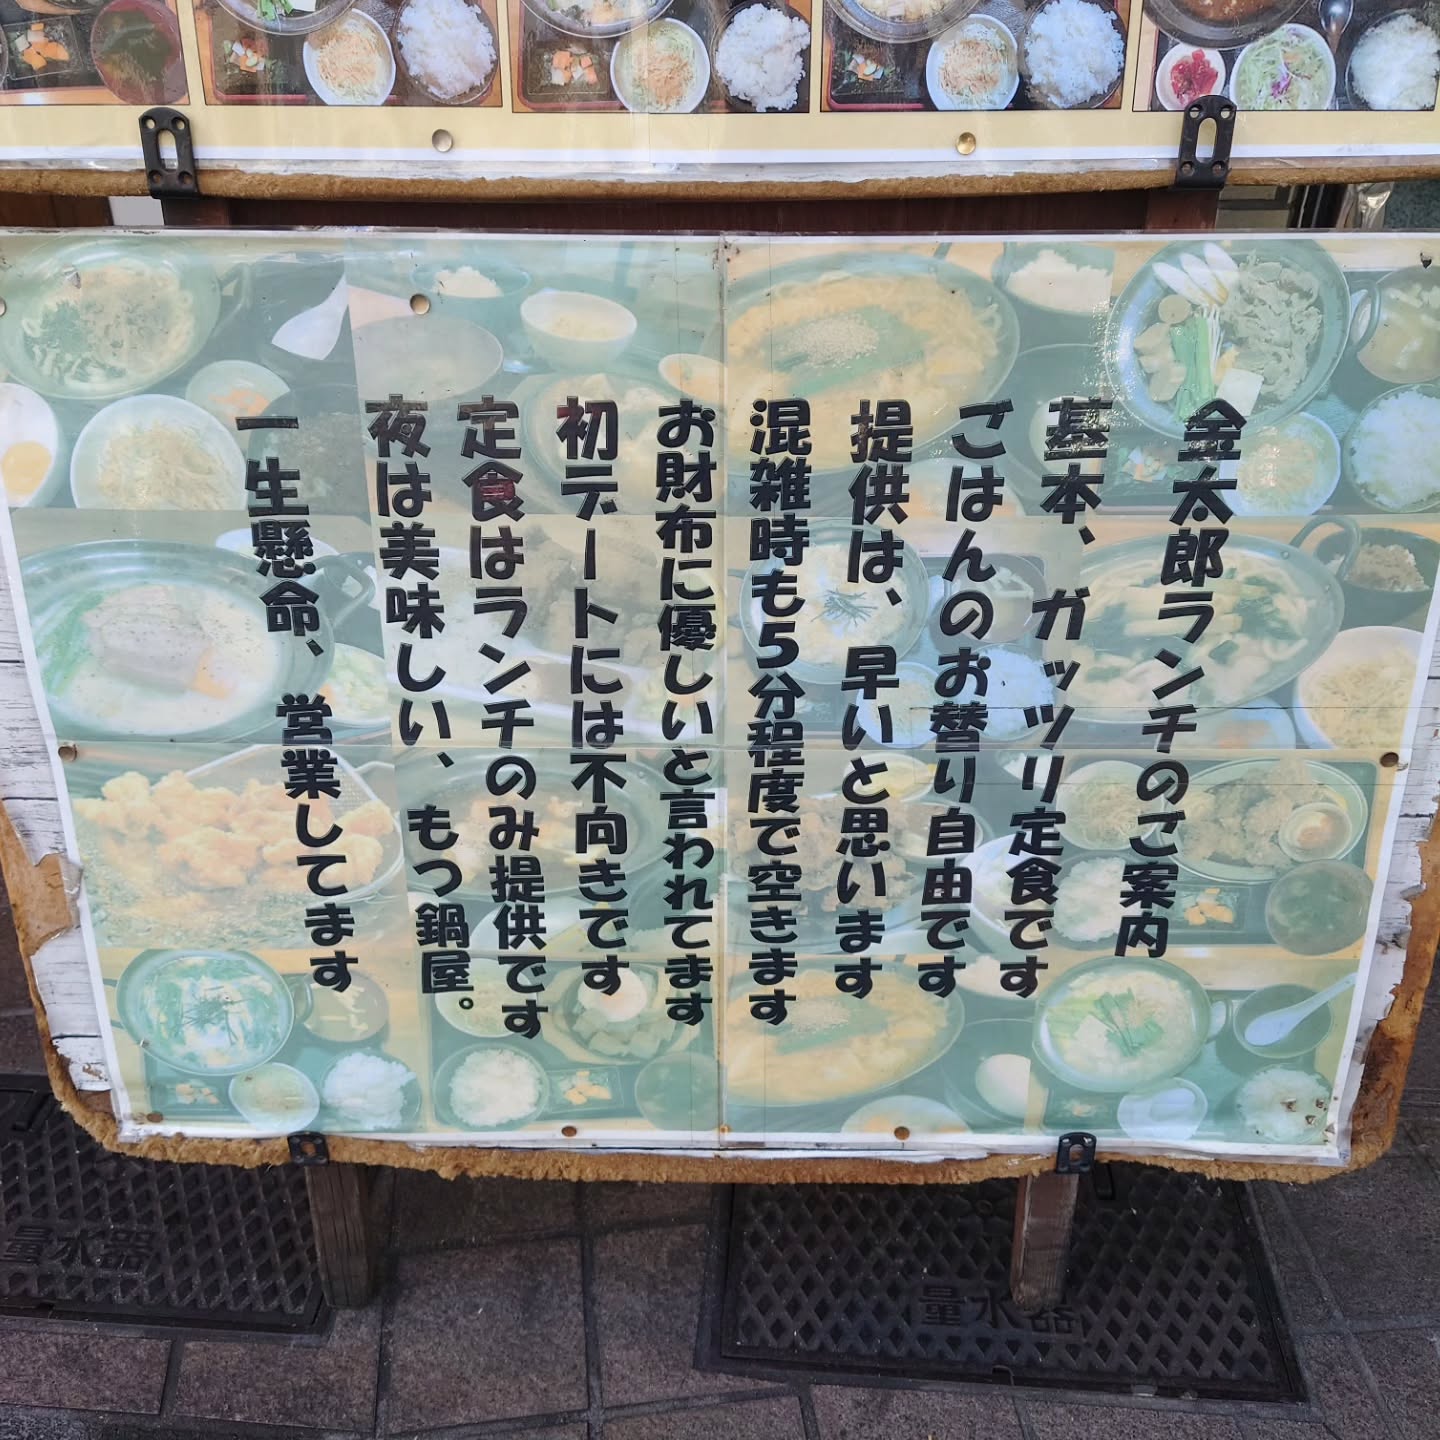 金太郎ランチのご案内
基本、ガッツリ定食です
ごはんのお替り自由です
提供は、早いと思います
混雑時も5分程度で空きます
お財布に優しいと言われてます
初デートには不向きです
定食はランチのみ提供です
夜は美味しい、もつ鍋屋。
一生懸命、営業してます
量水器
量水器